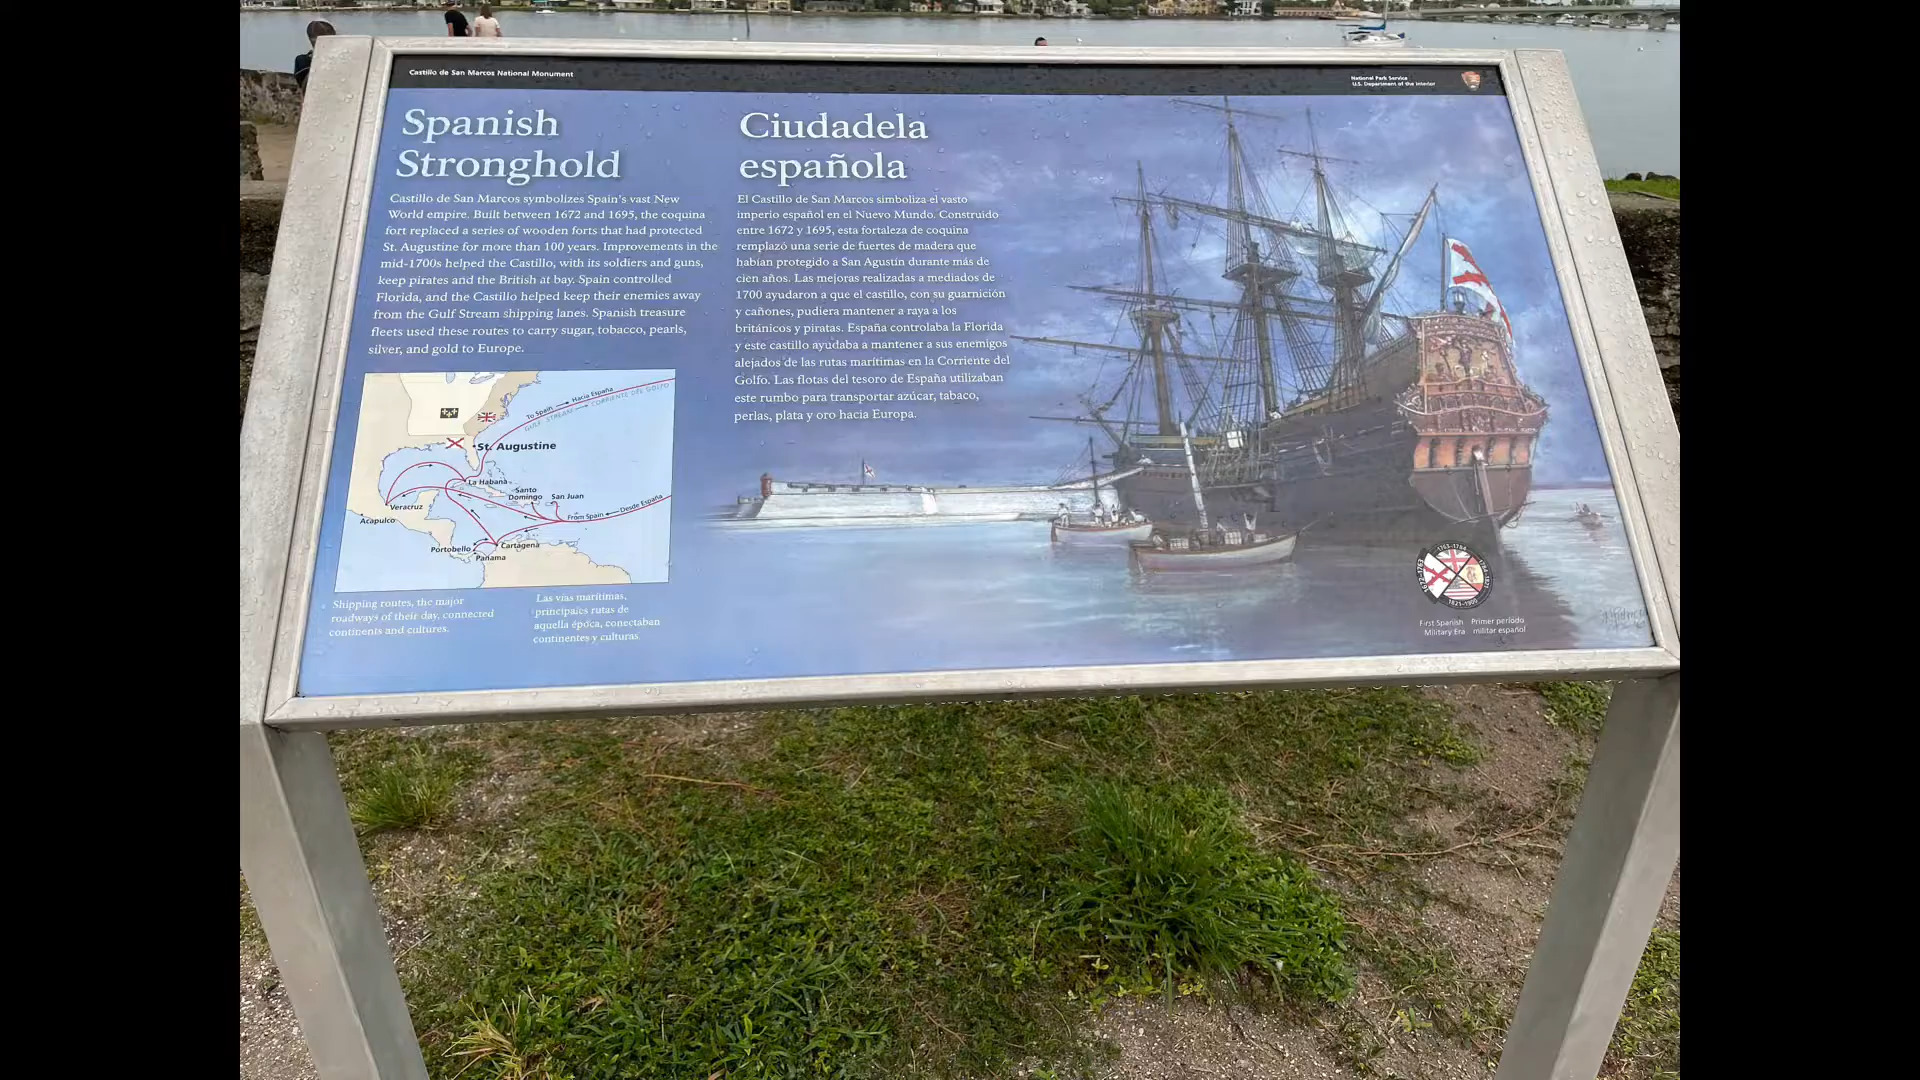 Castillo de San Marcos National Monument
National Park Service
U.S. Department of the Interior
Spanish
Stronghold
Castillo de San Marcos symbolizes Spain's vast New
World empire. Built between 1672 and 1695, the coquina
fort replaced a series of wooden forts that had protected
St. Augustine for more than 100 years. Improvements in the
mid-1700s helped the Castillo, with its soldiers and guns,
keep pirates and the British at bay. Spain controlled
Florida, and the Castillo helped keep their enemies away
from the Gulf Stream shipping lanes. Spanish treasure
fleets used these routes to carry sugar, tobacco, pearls,
silver, and gold to Europe.
Ciudadela
española
El Castillo de San Marcos simboliza el vasto
imperio español en el Nuevo Mundo. Construido
entre 1672 y 1695, esta fortaleza de coquina
remplazó una serie de fuertes de madera que
habían protegido a San Agustín durante más de
cien años. Las mejoras realizadas a mediados de
1700 ayudaron a que el castillo, con su guarnición
y cañones, pudiera mantener a raya a los
británicos y piratas. España controlaba la Florida
y este castillo ayudaba a mantener a sus enemigos
alejados de las rutas marítimas en la Corriente del
Golfo. Las flotas del tesoro de España utilizaban
este rumbo para transportar azúcar, tabaco,
perlas, plata y oro hacia Europa.
To Spain Hacia España
GULF STREAM CORRIENTE DEL GOLFO
St. Augustine
La Habana
Santo
Domingo
San Juan
Veracruz
Acapulco
From Spain Desde España
Portobello
Cartagena
Panama
Shipping routes, the major
roadways of their day, connected
continents and cultures.
Las vías marítimas,
principales rutas de
aquella época, conectaban
continentes y culturas.
1672-1763
1763-1784
1784-1821
1821-1900
First Spanish
Military Era
Primer período
militar español